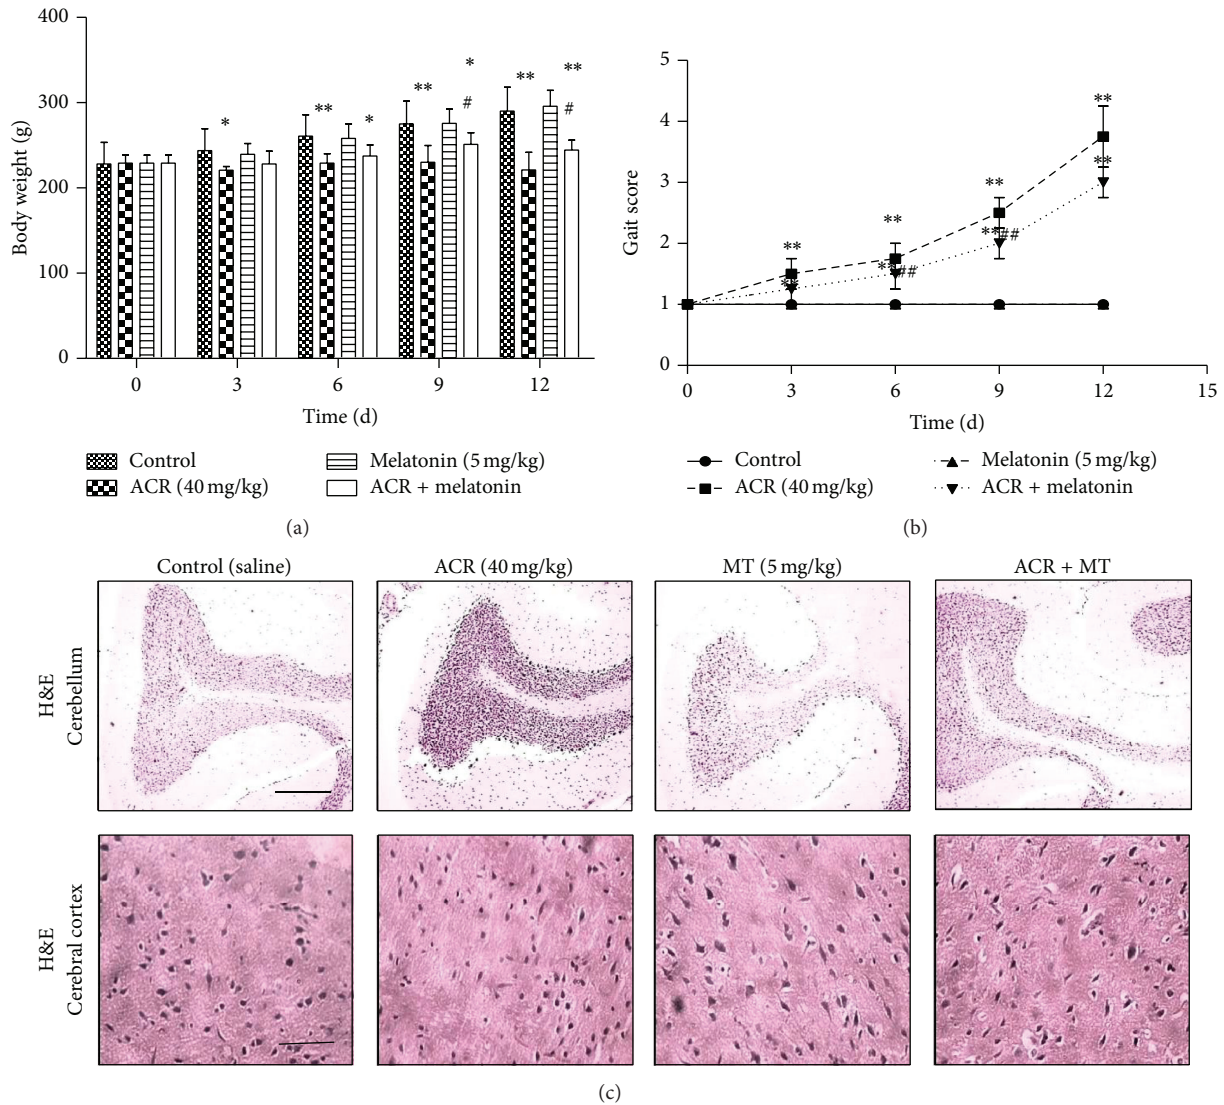 400
300
200
100
0
Body weight (g)
*
**
*
**
*
#
**
**
#
0 3 6 9 12
Time (d)
Control
ACR (40 mg/kg)
Melatonin (5 mg/kg)
ACR + melatonin
(a)
5
4
3
2
1
0
Gait score
**
**
**
**
**
** ##
** ##
**
0 3 6 9 12 15
Time (d)
Control
ACR (40 mg/kg)
Melatonin (5 mg/kg)
ACR + melatonin
(b)
Control (saline)
ACR (40 mg/kg)
MT (5 mg/kg)
ACR + MT
H&E
Cerebellum
H&E
Cerebral cortex
(c)